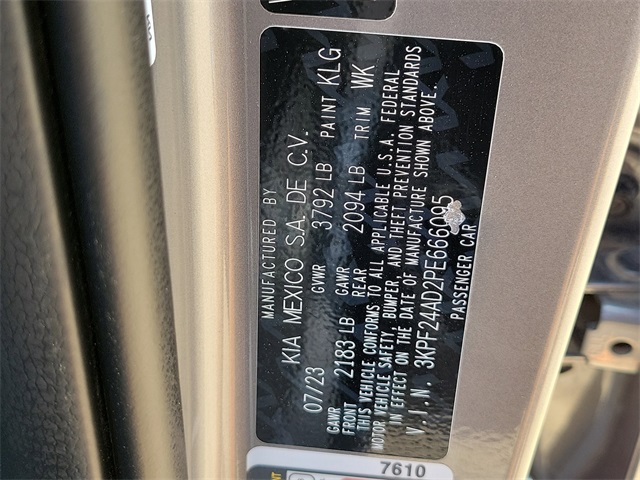 MANUFACTURED BY
KIA MEXICO S.A. DE C.V.
07/23 GVWR 3792 LB PAINT KLG
GAWR FRONT 2183 LB GAWR REAR 2094 LB TRIM WK
THIS VEHICLE CONFORMS TO ALL APPLICABLE U.S.A. FEDERAL
MOTOR VEHICLE SAFETY, BUMPER, AND THEFT PREVENTION STANDARDS
IN EFFECT ON THE DATE OF MANUFACTURE SHOWN ABOVE.
V.I.N. 3KPF24AD2PE666095
PASSENGER CAR
7610